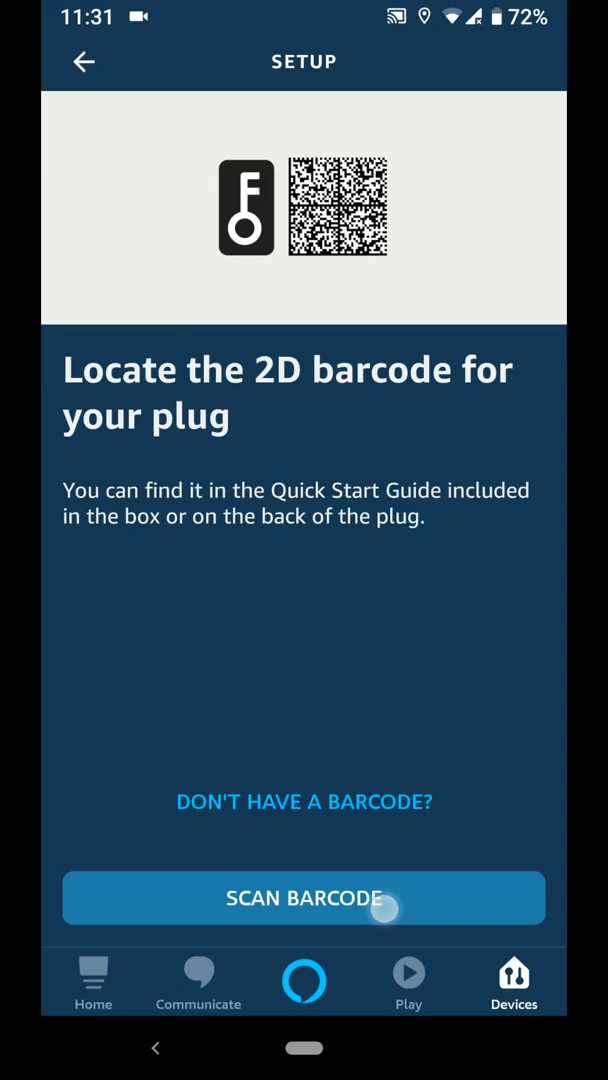 11:31
72%
SETUP
Locate the 2D barcode for
your plug
You can find it in the Quick Start Guide included
in the box or on the back of the plug.
DON'T HAVE A BARCODE?
SCAN BARCODE
Home
Communicate
Play
Devices